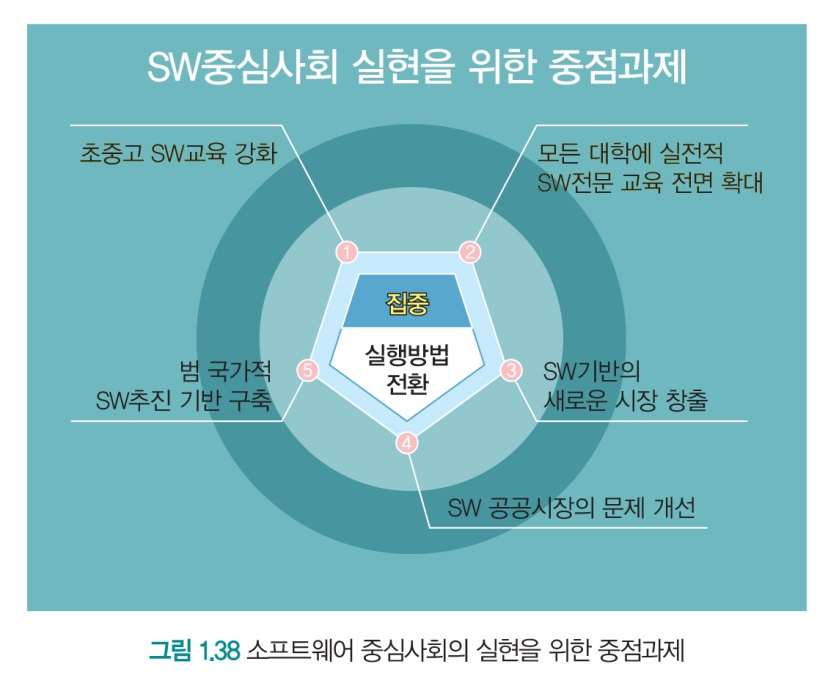 SW중심사회 실현을 위한 중점과제
초중고 SW교육 강화
모든 대학에 실전적
SW전문 교육 전면 확대
1
2
집중
실행방법
전환
범 국가적
SW추진 기반 구축
5
3
SW기반의
새로운 시장 창출
4
SW 공공시장의 문제 개선
그림 1.38 소프트웨어 중심사회의 실현을 위한 중점과제